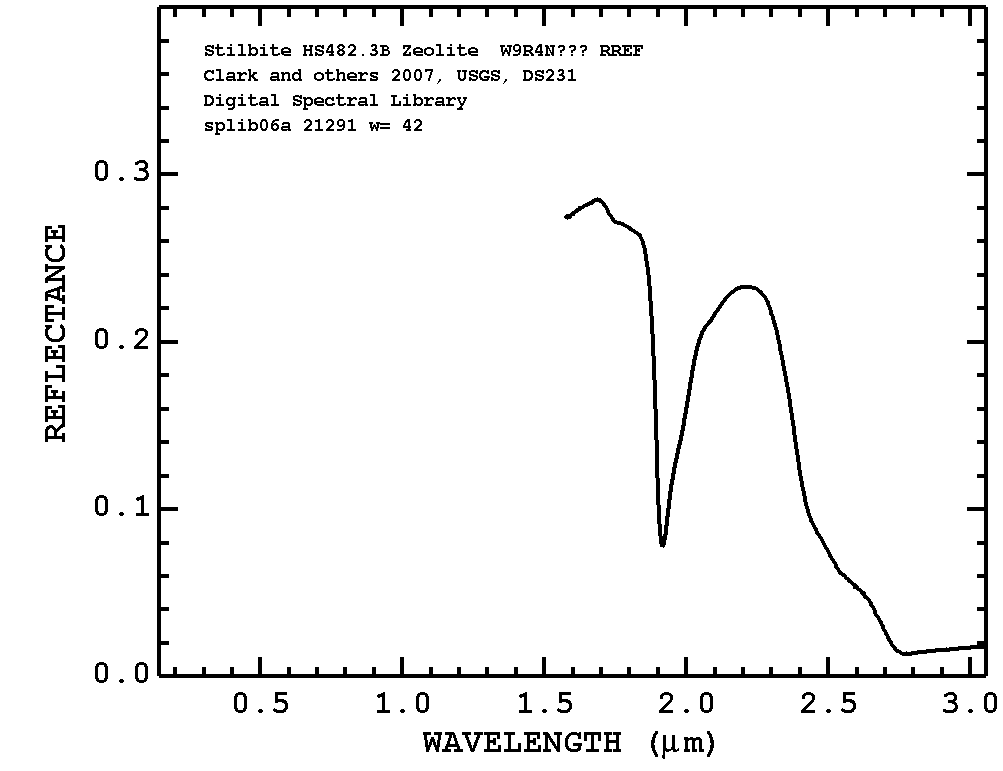 Stilbite HS482.3B Zeolite W9R4N??? RREF
Clark and others 2007, USGS, DS231
Digital Spectral Library
splib06a 21291 w= 42
REFLECTANCE
0.3
0.2
0.1
0.0
0.5 1.0 1.5 2.0 2.5 3.0
WAVELENGTH (μm)